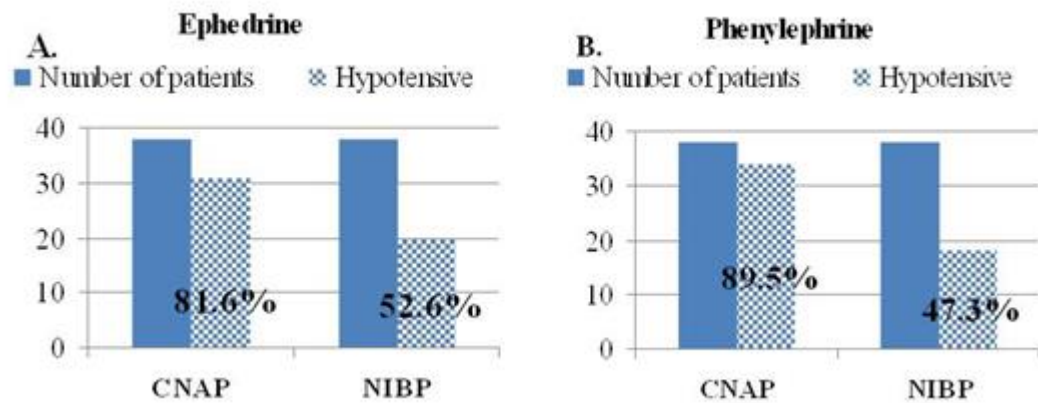 A.
Ephedrine
Number of patients Hypotensive
40
30
20
10
0
81.6%
52.6%
CNAP NIBP
B.
Phenylephrine
Number of patients Hypotensive
40
30
20
10
0
89.5%
47.3%
CNAP NIBP